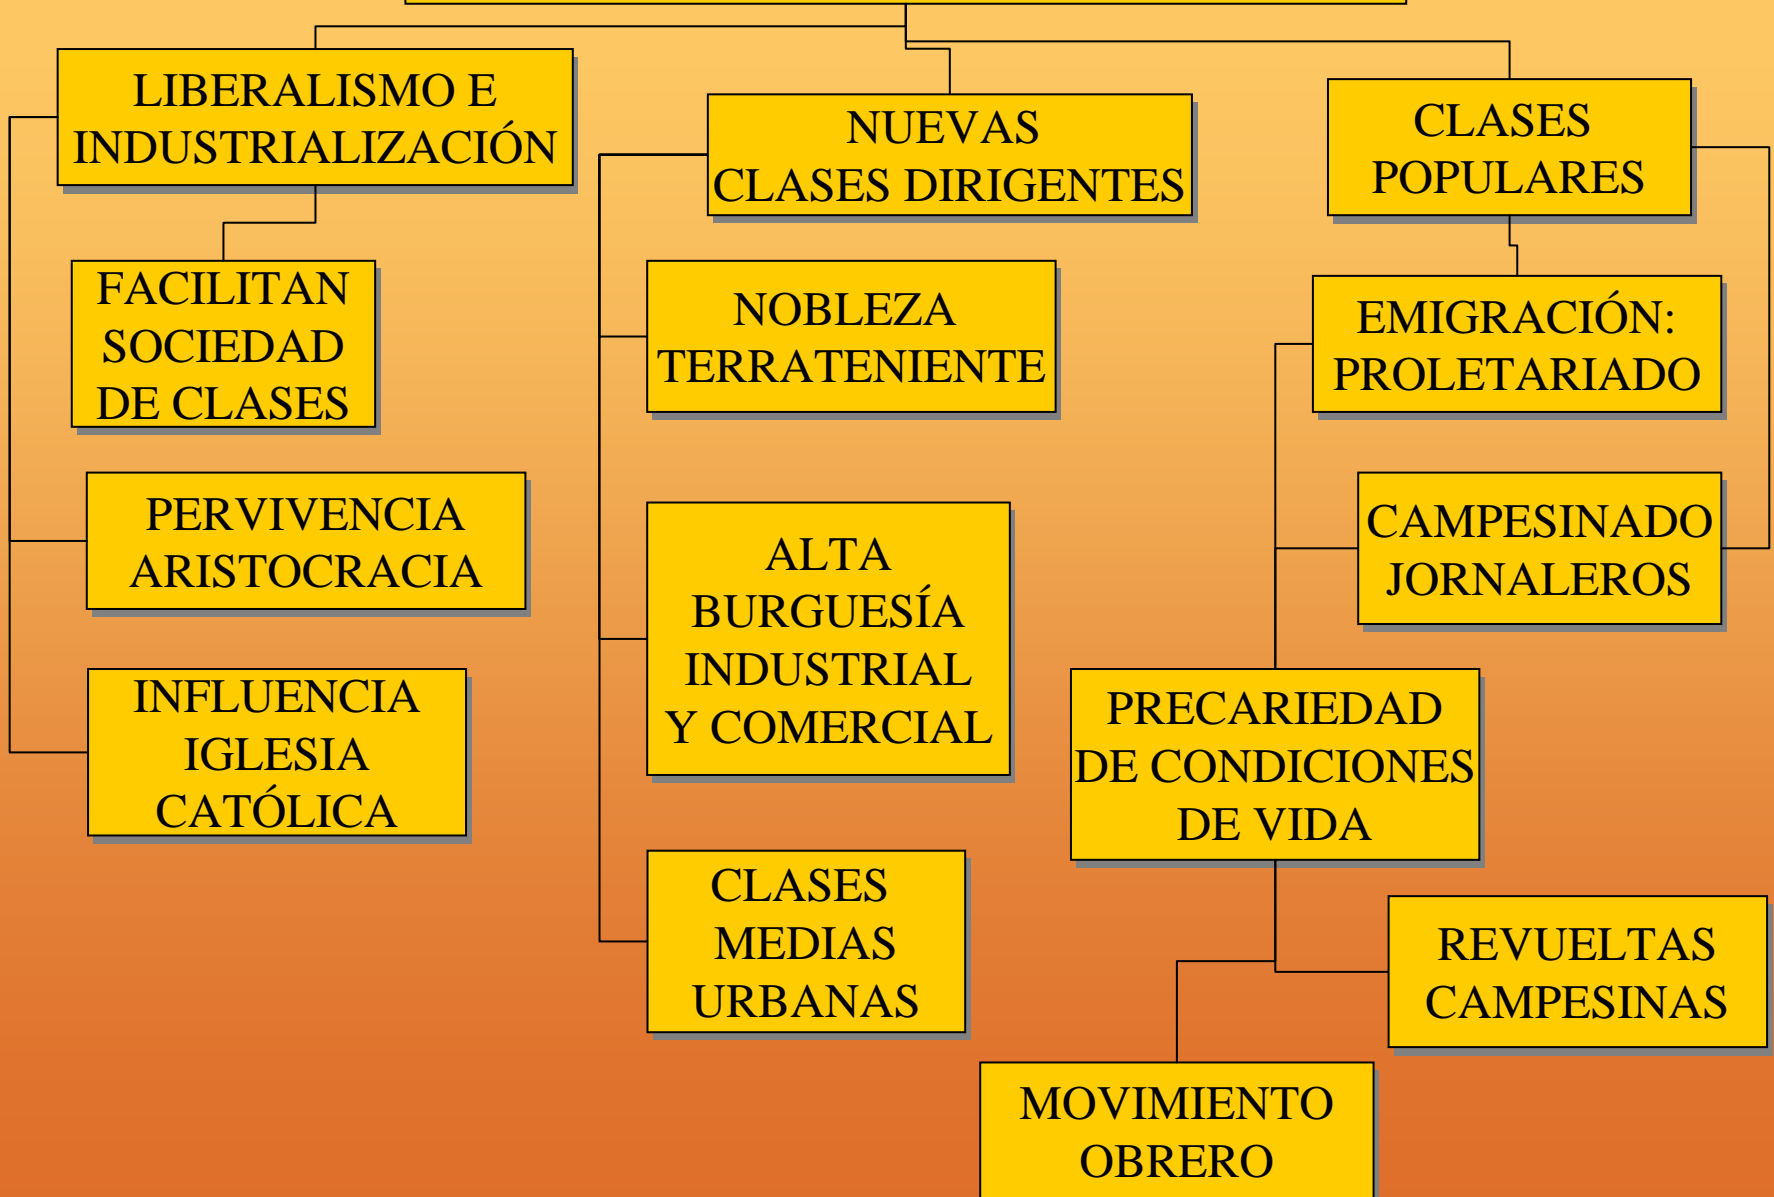 LIBERALISMO E
INDUSTRIALIZACIÓN
FACILITAN
SOCIEDAD
DE CLASES
PERVIVENCIA
ARISTOCRACIA
INFLUENCIA
IGLESIA
CATÓLICA
NUEVAS
CLASES DIRIGENTES
NOBLEZA
TERRATENIENTE
ALTA
BURGUESÍA
INDUSTRIAL
Y COMERCIAL
CLASES
MEDIAS
URBANAS
CLASES
POPULARES
EMIGRACIÓN:
PROLETARIADO
CAMPESINADO
JORNALEROS
PRECARIEDAD
DE CONDICIONES
DE VIDA
REVUELTAS
CAMPESINAS
MOVIMIENTO
OBRERO